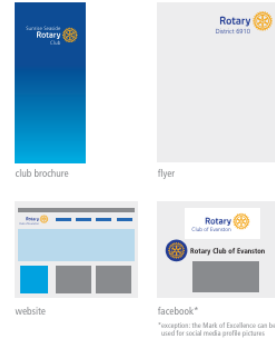 Sunrise Seaside
Rotary
Club
Rotary
District 6910
club brochure
flyer
Rotary
Rotary
Club of Evanston
Rotary Club of Evanston
website
facebook*
*exception: the Mark of Excellence can be
used for social media profile pictures